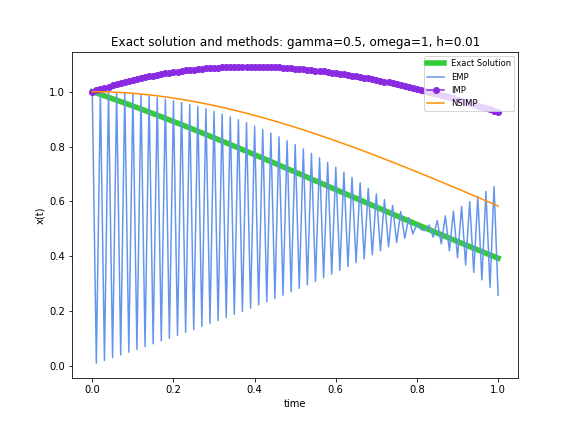 Exact solution and methods: gamma=0.5, omega=1, h=0.01
Exact Solution
EMP
IMP
NSIMP
1.0
0.8
0.6
0.4
0.2
0.0
x(t)
0.0 0.2 0.4 0.6 0.8 1.0
time